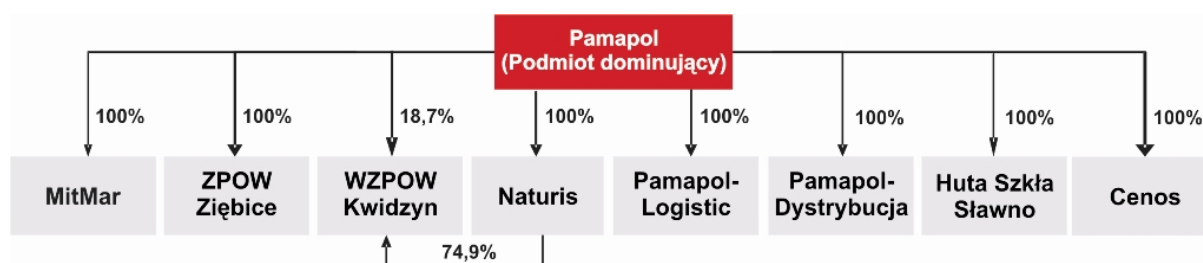 Pamapol
(Podmiot dominujący)
100%
100%
18,7%
100%
100%
100%
100%
100%
MitMar
ZPOW
Ziębice
WZPOW
Kwidzyn
Naturis
Pamapol-
Logistic
Pamapol-
Dystrybucja
Huta Szkła
Sławno
Cenos
74,9%